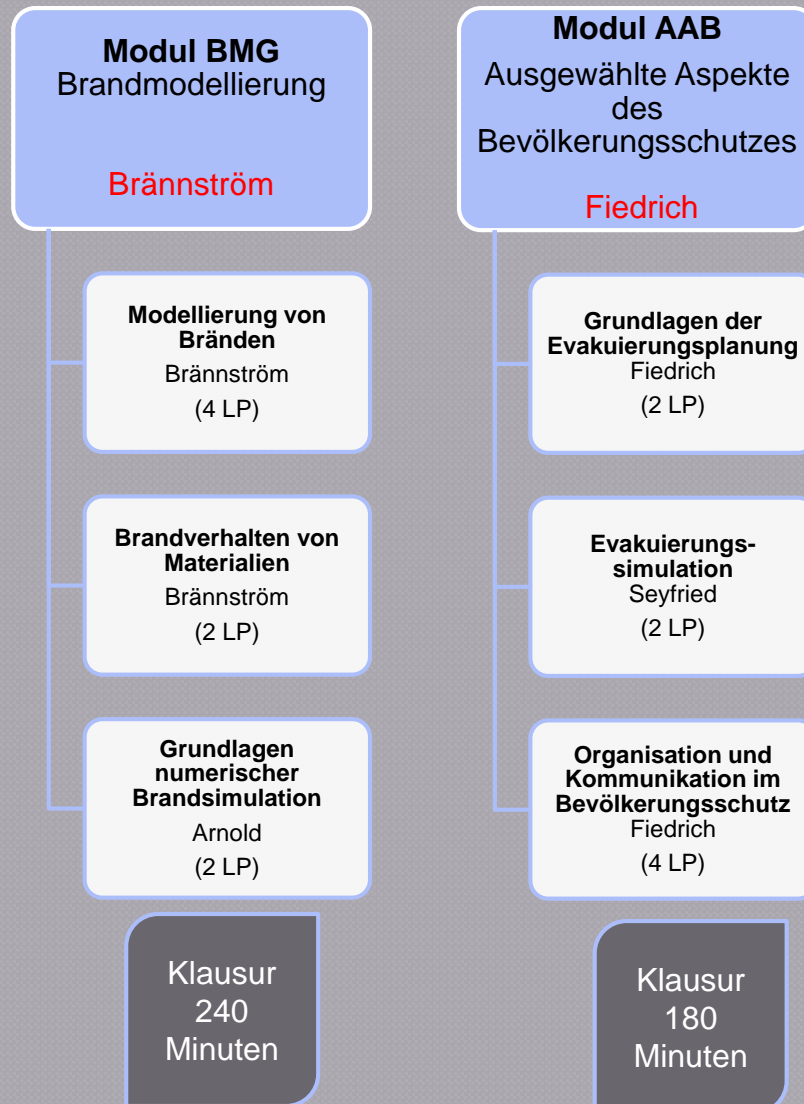 Modul BMG
Brandmodellierung
Brännström
Modellierung von
Bränden
Brännström
(4 LP)
Brandverhalten von
Materialien
Brännström
(2 LP)
Grundlagen
numerischer
Brandsimulation
Arnold
(2 LP)
Klausur
240
Minuten
Modul AAB
Ausgewählte Aspekte
des
Bevölkerungsschutzes
Fiedrich
Grundlagen der
Evakuierungsplanung
Fiedrich
(2 LP)
Evakuierungs-
simulation
Seyfried
(2 LP)
Organisation und
Kommunikation im
Bevölkerungsschutz
Fiedrich
(4 LP)
Klausur
180
Minuten